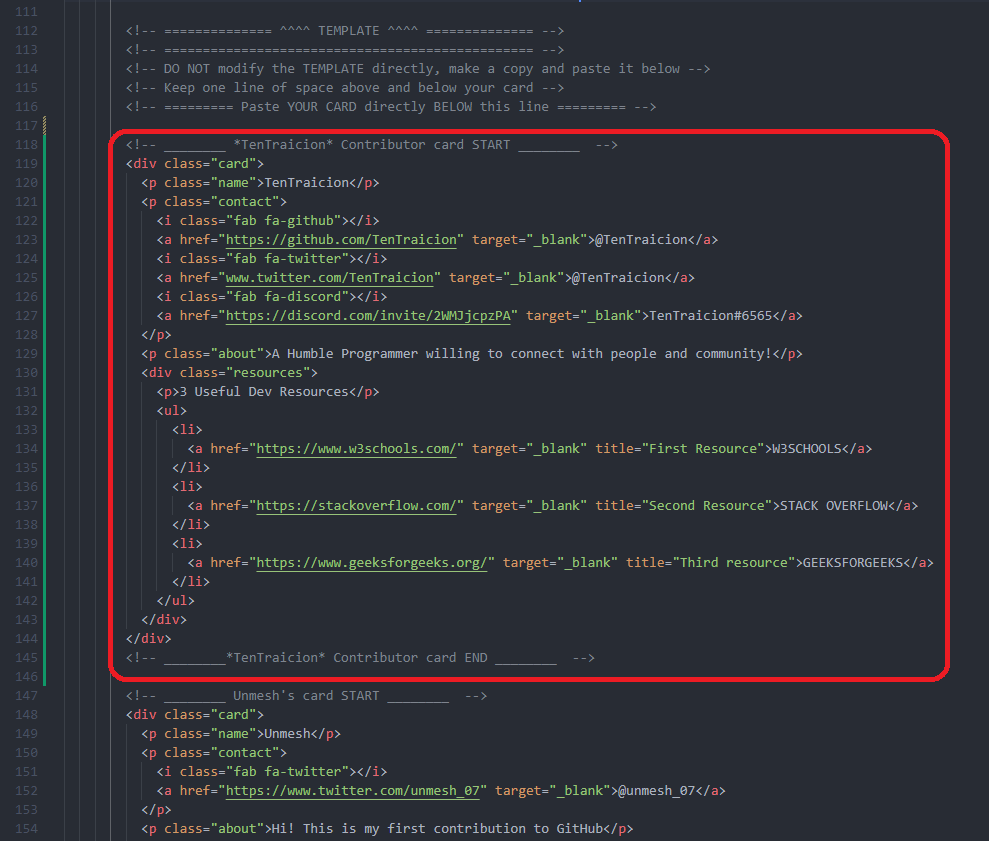 111
112 <!-- ============== ^^^^ TEMPLATE ^^^^ ============== -->
113 <!-- ================================================ -->
114 <!-- DO NOT modify the TEMPLATE directly, make a copy and paste it below -->
115 <!-- Keep one line of space above and below your card -->
116 <!-- ========= Paste YOUR CARD directly BELOW this line ========= -->
117
118 <!-- ________ *TenTraicion* Contributor card START ________  -->
119 <div class="card">
120 <p class="name">TenTraicion</p>
121 <p class="contact">
122 <i class="fab fa-github"></i>
123 <a href="https://github.com/TenTraicion" target="_blank">@TenTraicion</a>
124 <i class="fab fa-twitter"></i>
125 <a href="www.twitter.com/TenTraicion" target="_blank">@TenTraicion</a>
126 <i class="fab fa-discord"></i>
127 <a href="https://discord.com/invite/2WMJjcpzPA" target="_blank">TenTraicion#6565</a>
128 </p>
129 <p class="about">A Humble Programmer willing to connect with people and community!</p>
130 <div class="resources">
131 <p>3 Useful Dev Resources</p>
132 <ul>
133 <li>
134 <a href="https://www.w3schools.com/" target="_blank" title="First Resource">W3SCHOOLS</a>
135 </li>
136 <li>
137 <a href="https://stackoverflow.com/" target="_blank" title="Second Resource">STACK OVERFLOW</a>
138 </li>
139 <li>
140 <a href="https://www.geeksforgeeks.org/" target="_blank" title="Third resource">GEEKSFORGEEKS</a>
141 </li>
142 </ul>
143 </div>
144 </div>
145 <!-- ________*TenTraicion* Contributor card END ________  -->
146
147 <!-- ________ Unmesh's card START ________  -->
148 <div class="card">
149 <p class="name">Unmesh</p>
150 <p class="contact">
151 <i class="fab fa-twitter"></i>
152 <a href="https://www.twitter.com/unmesh_07" target="_blank">@unmesh_07</a>
153 </p>
154 <p class="about">Hi! This is my first contribution to GitHub</p>